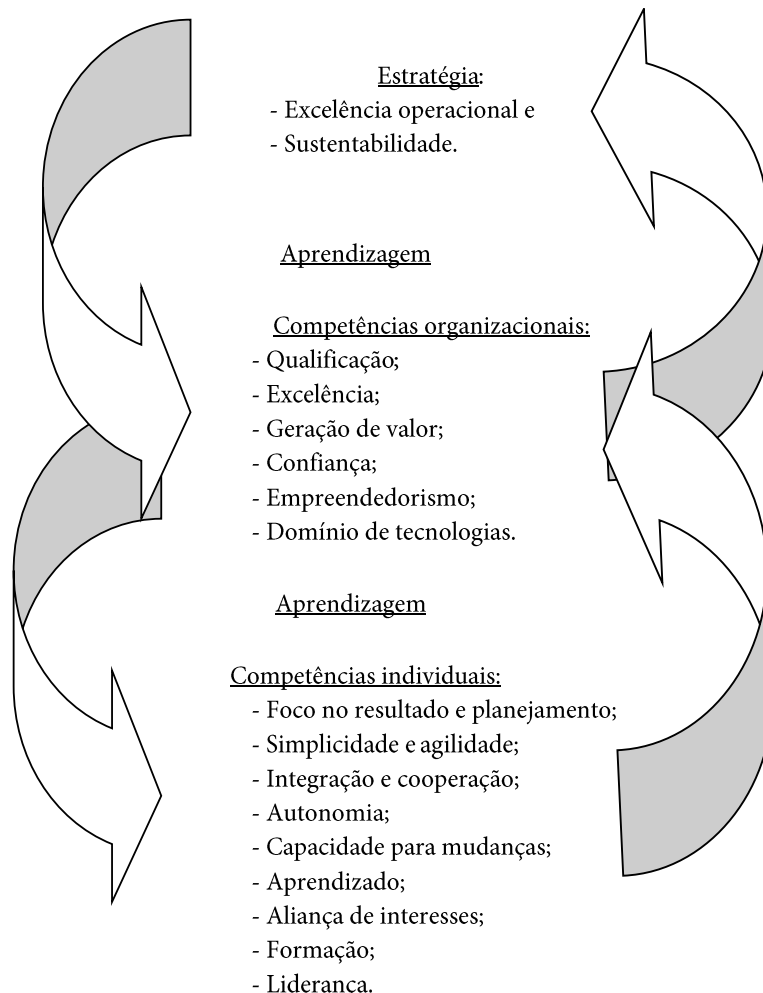 Estratégia:
- Excelência operacional e
- Sustentabilidade.
Aprendizagem
Competências organizacionais:
- Qualificação;
- Excelência;
- Geração de valor;
- Confiança;
- Empreendedorismo;
- Domínio de tecnologias.
Aprendizagem
Competências individuais:
- Foco no resultado e planejamento;
- Simplicidade e agilidade;
- Integração e cooperação;
- Autonomia;
- Capacidade para mudanças;
- Aprendizado;
- Aliança de interesses;
- Formação;
- Lideranca.